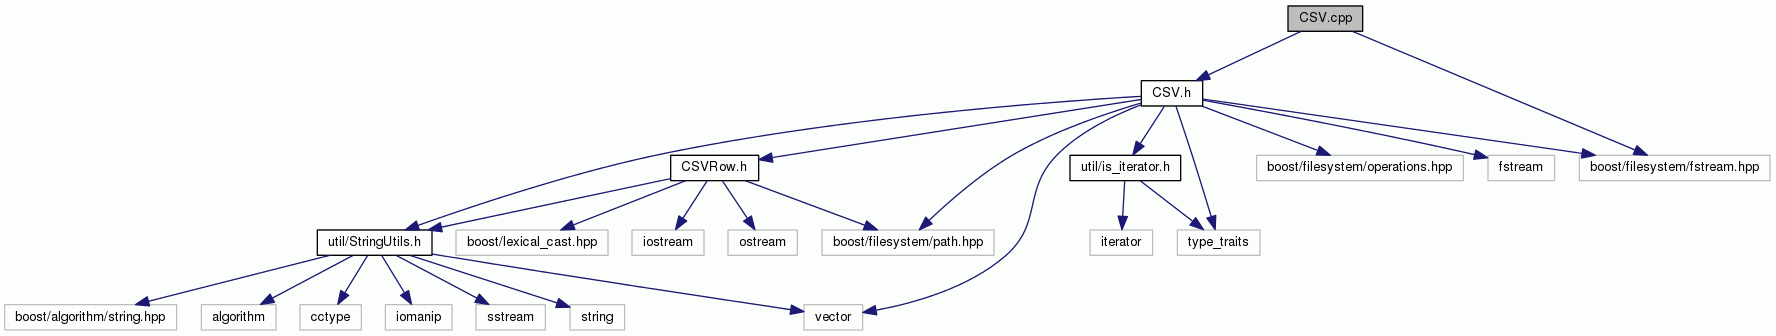 CSV.cpp
CSV.h
CSVRow.h
util/is_iterator.h
boost/filesystem/operations.hpp
fstream
boost/filesystem/fstream.hpp
util/StringUtils.h
boost/lexical_cast.hpp
iostream
ostream
boost/filesystem/path.hpp
iterator
type_traits
boost/algorithm/string.hpp
algorithm
cctype
iomanip
sstream
string
vector